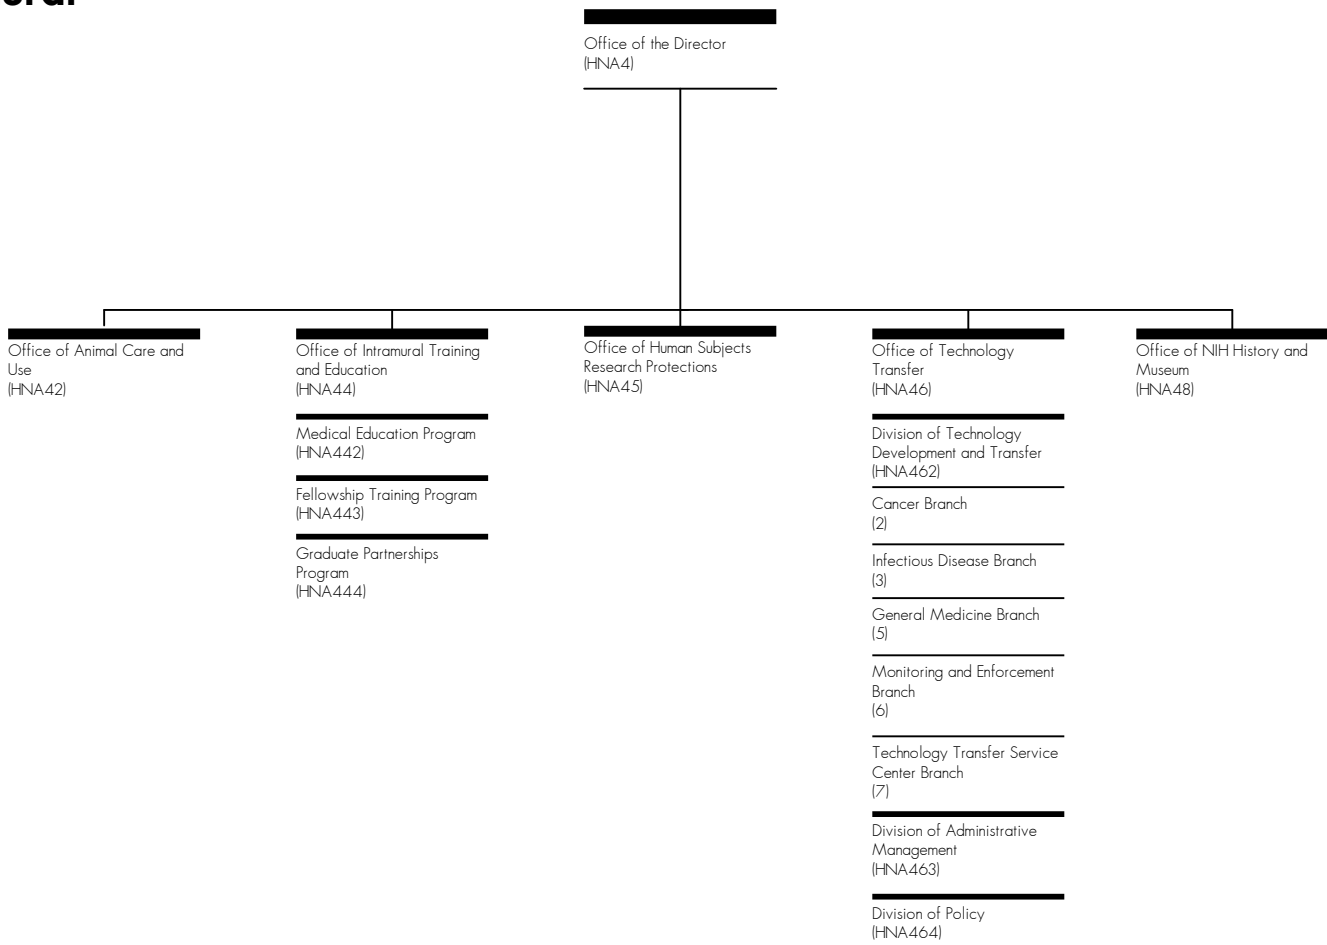 Office of the Director
(HNA4)
Office of Animal Care and
Use
(HNA42)
Office of Intramural Training
and Education
(HNA44)
Medical Education Program
(HNA442)
Fellowship Training Program
(HNA443)
Graduate Partnerships
Program
(HNA444)
Office of Human Subjects
Research Protections
(HNA45)
Office of Technology
Transfer
(HNA46)
Division of Technology
Development and Transfer
(HNA462)
Cancer Branch
(2)
Infectious Disease Branch
(3)
General Medicine Branch
(5)
Monitoring and Enforcement
Branch
(6)
Technology Transfer Service
Center Branch
(7)
Division of Administrative
Management
(HNA463)
Division of Policy
(HNA464)
Office of NIH History and
Museum
(HNA48)